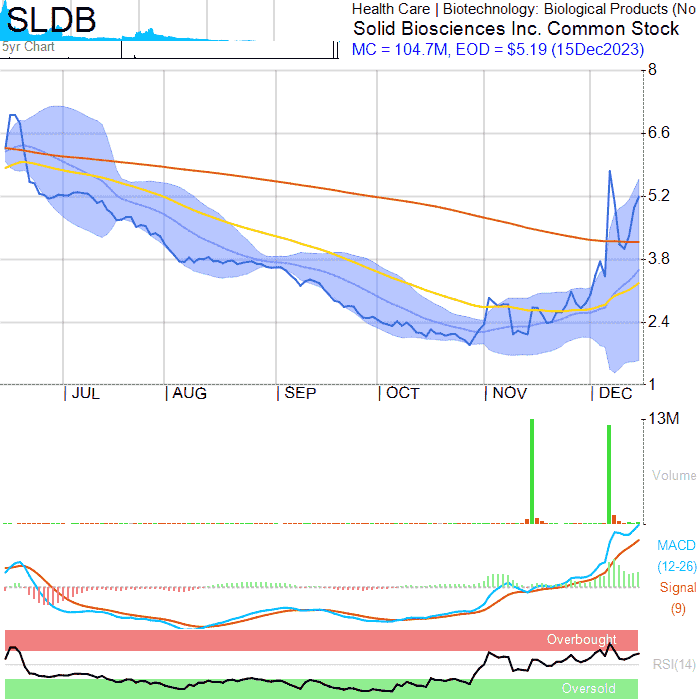 SLDB
5yr Chart
Health Care | Biotechnology: Biological Products (No
Solid Biosciences Inc. Common Stock
MC = 104.7M, EOD = $5.19 (15Dec2023)
8
6.6
5.2
3.8
2.4
1
JUL
AUG
SEP
OCT
NOV
DEC
13M
Volume
MACD
(12-26)
Signal
(9)
Overbought
RSI(14)
Oversold